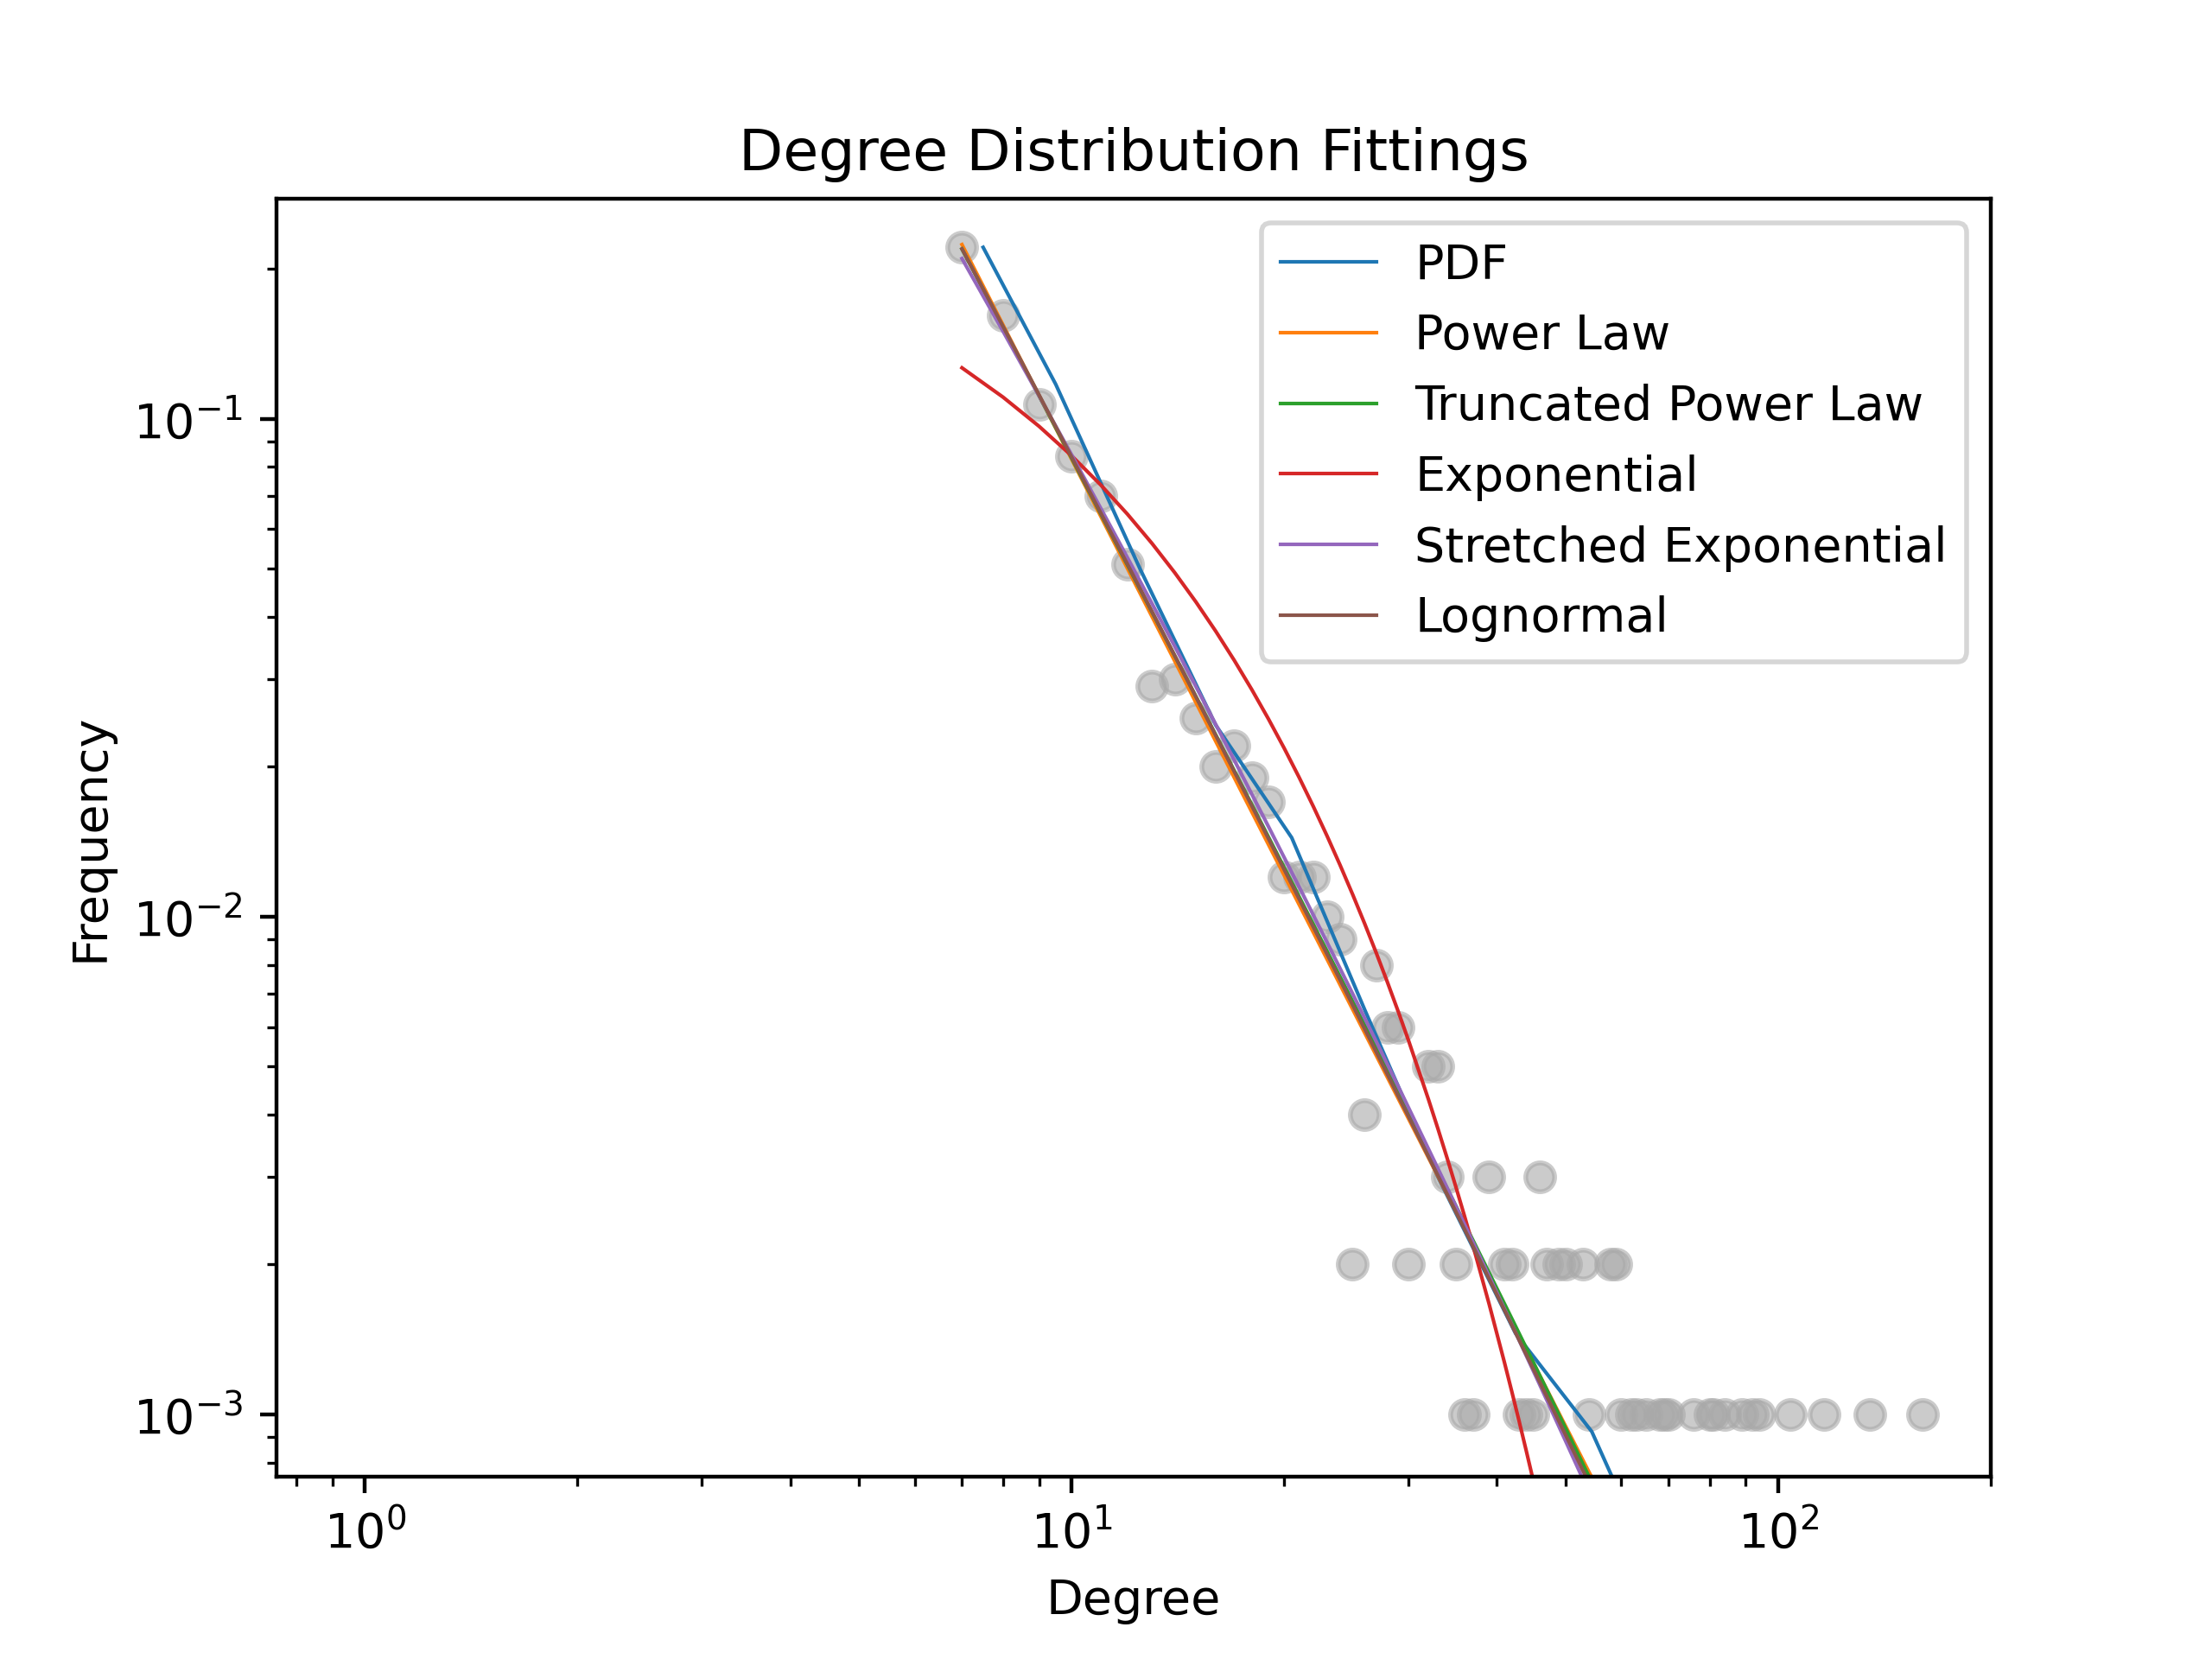 Degree Distribution Fittings
PDF
Power Law
Truncated Power Law
Exponential
Stretched Exponential
Lognormal
Frequency
10⁻¹
10⁻²
10⁻³
10⁰ 10¹ 10²
Degree